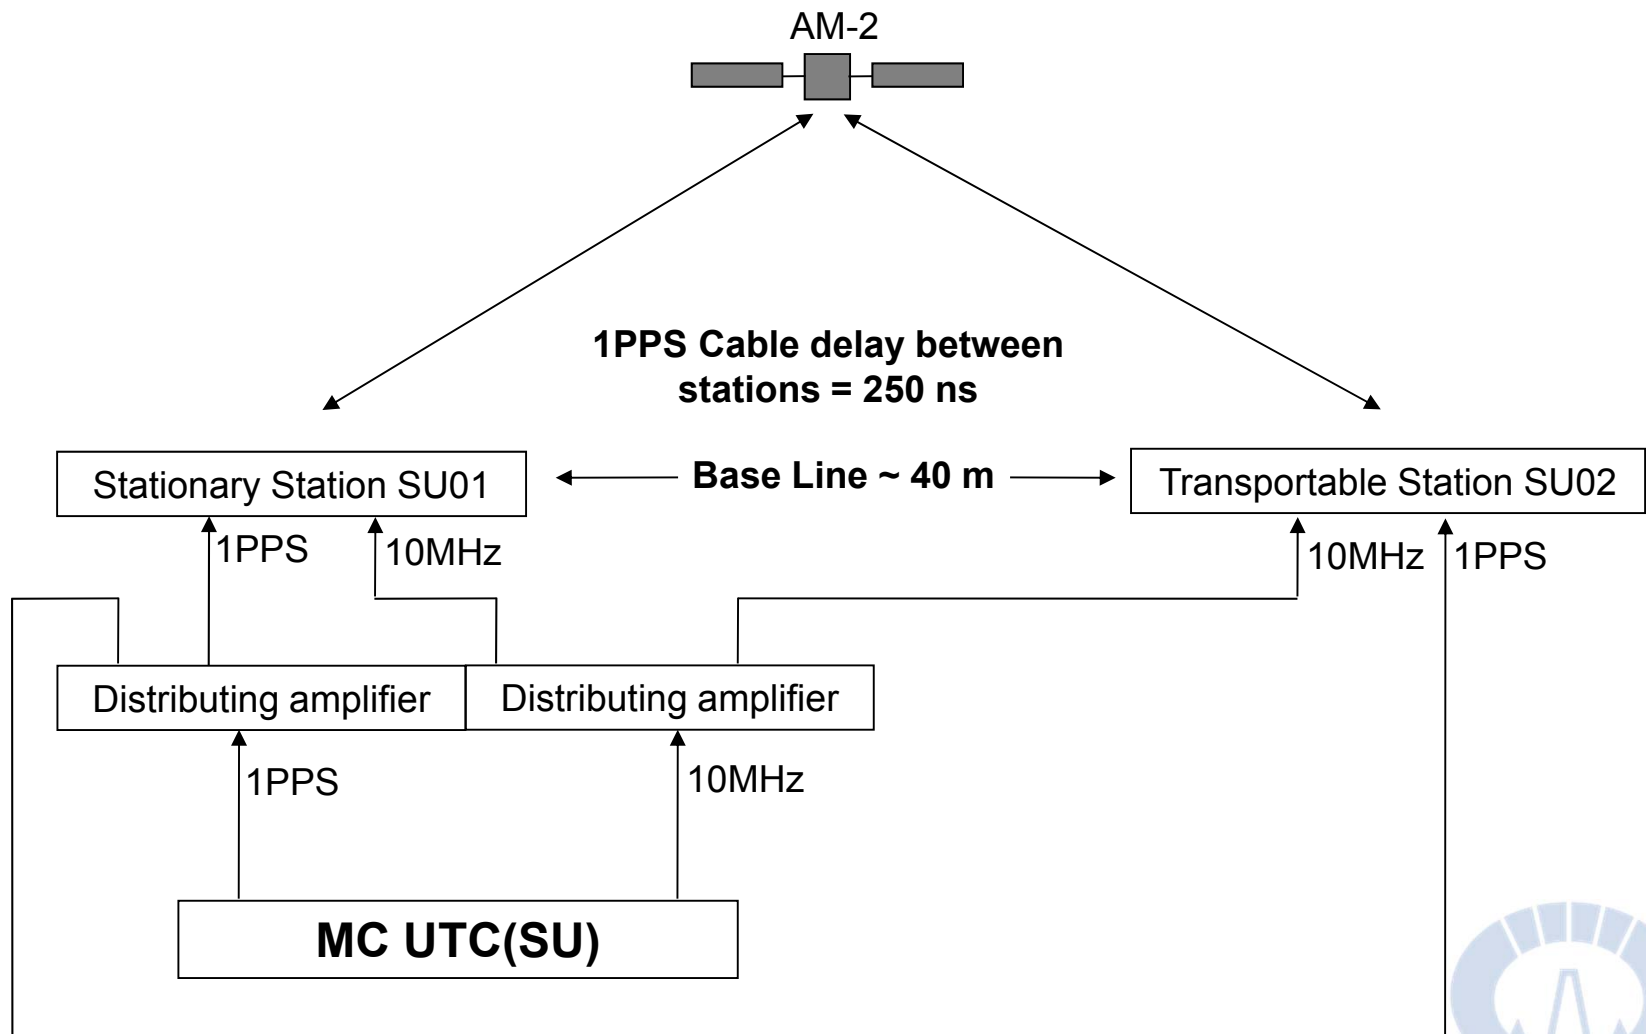 AM-2
1PPS Cable delay between
stations = 250 ns
Stationary Station SU01
Base Line ~ 40 m
Transportable Station SU02
1PPS
10MHz
10MHz
1PPS
Distributing amplifier
Distributing amplifier
1PPS
10MHz
MC UTC(SU)